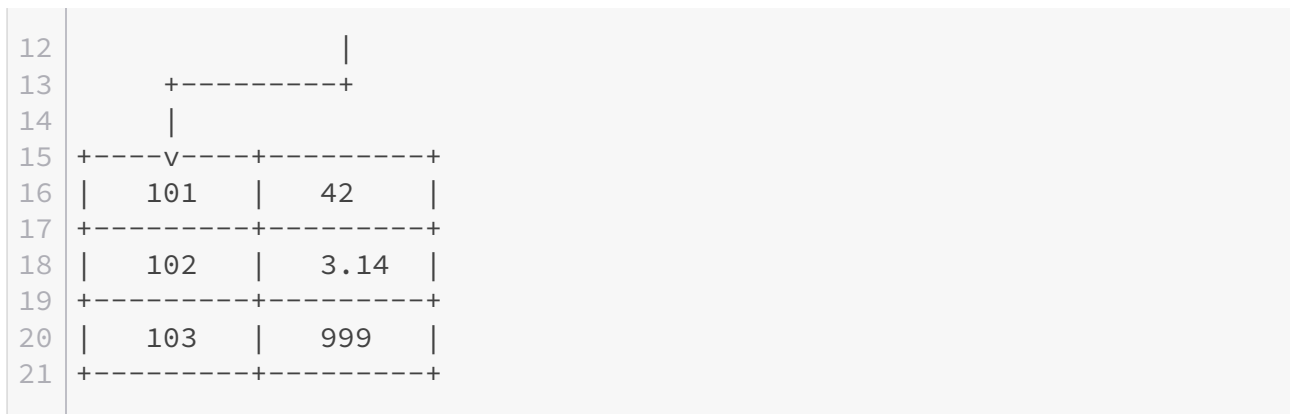 12                |
13      +---------+
14      |
15 +----v----+---------+
16 |   101   |   42    |
17 +---------+---------+
18 |   102   |   3.14  |
19 +---------+---------+
20 |   103   |   999   |
21 +---------+---------+